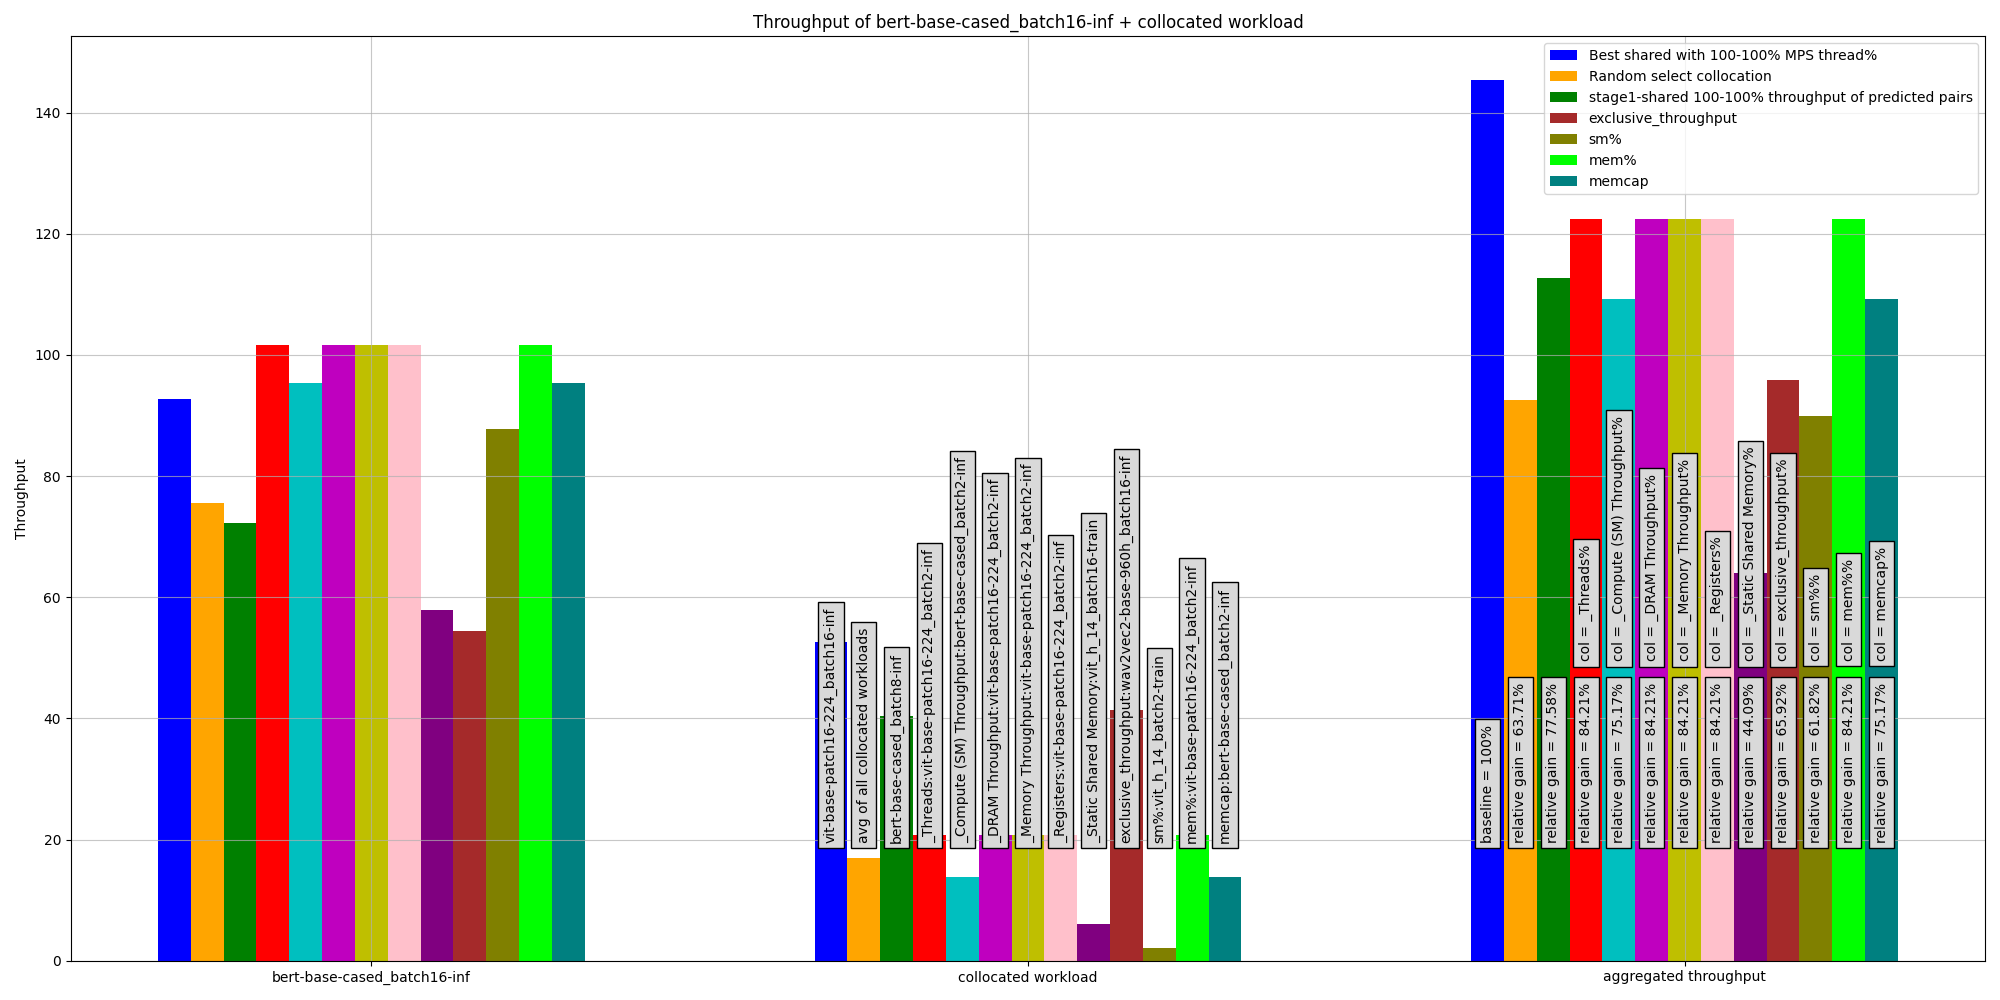 Throughput of bert-base-cased_batch16-inf + collocated workload
Best shared with 100-100% MPS thread%
Random select collocation
stage1-shared 100-100% throughput of predicted pairs
exclusive_throughput
sm%
mem%
memcap
Throughput
140
120
100
80
60
40
20
0
vit-base-patch16-224_batch16-inf
avg of all collocated workloads
bert-base-cased_batch8-inf
_Threads:vit-base-patch16-224_batch2-inf
_Compute (SM) Throughput:bert-base-cased_batch2-inf
_DRAM Throughput:vit-base-patch16-224_batch2-inf
_Memory Throughput:vit-base-patch16-224_batch2-inf
_Registers:vit-base-patch16-224_batch2-inf
_Static Shared Memory:vit_h_14_batch16-train
exclusive_throughput:wav2vec2-base-960h_batch16-inf
sm%:vit_h_14_batch2-train
mem%:vit-base-patch16-224_batch2-inf
memcap:bert-base-cased_batch2-inf
col = _Threads%
col = _Compute (SM) Throughput%
col = _DRAM Throughput%
col = _Memory Throughput%
col = _Registers%
col = _Static Shared Memory%
col = exclusive_throughput%
col = sm%%
col = mem%%
col = memcap%
baseline = 100%
relative gain = 63.71%
relative gain = 77.58%
relative gain = 84.21%
relative gain = 75.17%
relative gain = 84.21%
relative gain = 84.21%
relative gain = 84.21%
relative gain = 44.09%
relative gain = 65.92%
relative gain = 61.82%
relative gain = 84.21%
relative gain = 75.17%
bert-base-cased_batch16-inf
collocated workload
aggregated throughput